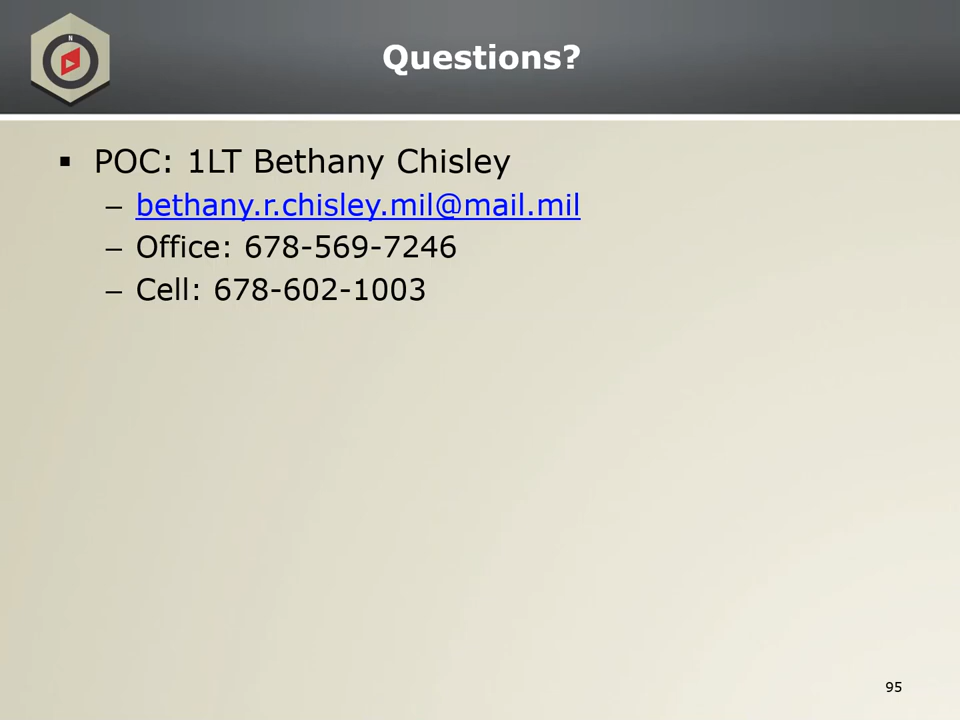 N
Questions?
▪ POC: 1LT Bethany Chisley
– bethany.r.chisley.mil@mail.mil
– Office: 678-569-7246
– Cell: 678-602-1003
95